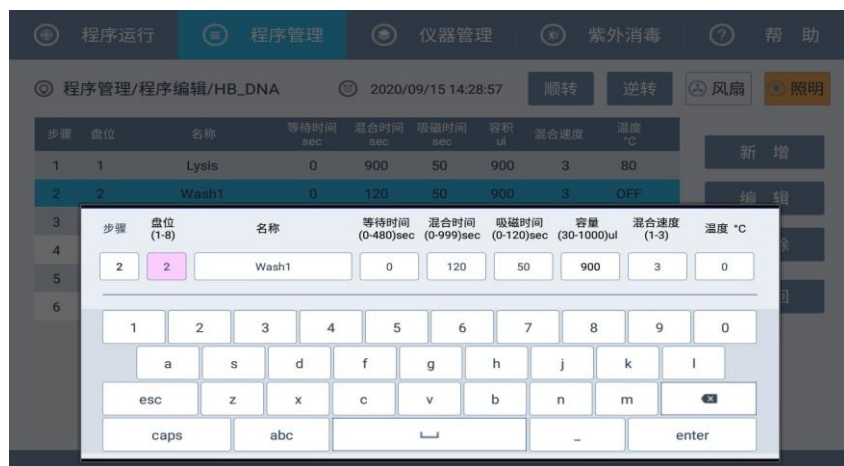 程序运行 程序管理 仪器管理 紫外消毒 帮 助
程序管理/程序编辑/HB_DNA 2020/09/15 14:28:57 顺转 逆转 风扇 照明
步骤 盘位 名称 等待时间 sec 混合时间 sec 吸磁时间 sec 容积 ul 混合速度 温度 °C
1 1 Lysis 0 900 50 900 3 80
新 增
2 2 Wash1 0 120 50 900 3 OFF
编 辑
3
4
5
6
步骤 盘位 (1-8) 名称 等待时间 (0-480)sec 混合时间 (0-999)sec 吸磁时间 (0-120)sec 容量 (30-1000)ul 混合速度 (1-3) 温度 °C
2 2 Wash1 0 120 50 900 3 0
1 2 3 4 5 6 7 8 9 0
a s d f g h j k l
esc z x c v b n m
caps abc _ enter